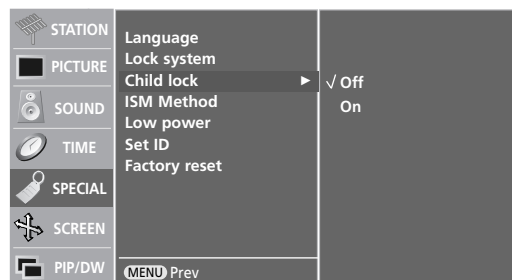 STATION
PICTURE
SOUND
TIME
SPECIAL
SCREEN
PIP/DW
Language
Lock system
Child lock ► √ Off
ISM Method On
Low power
Set ID
Factory reset
MENU Prev